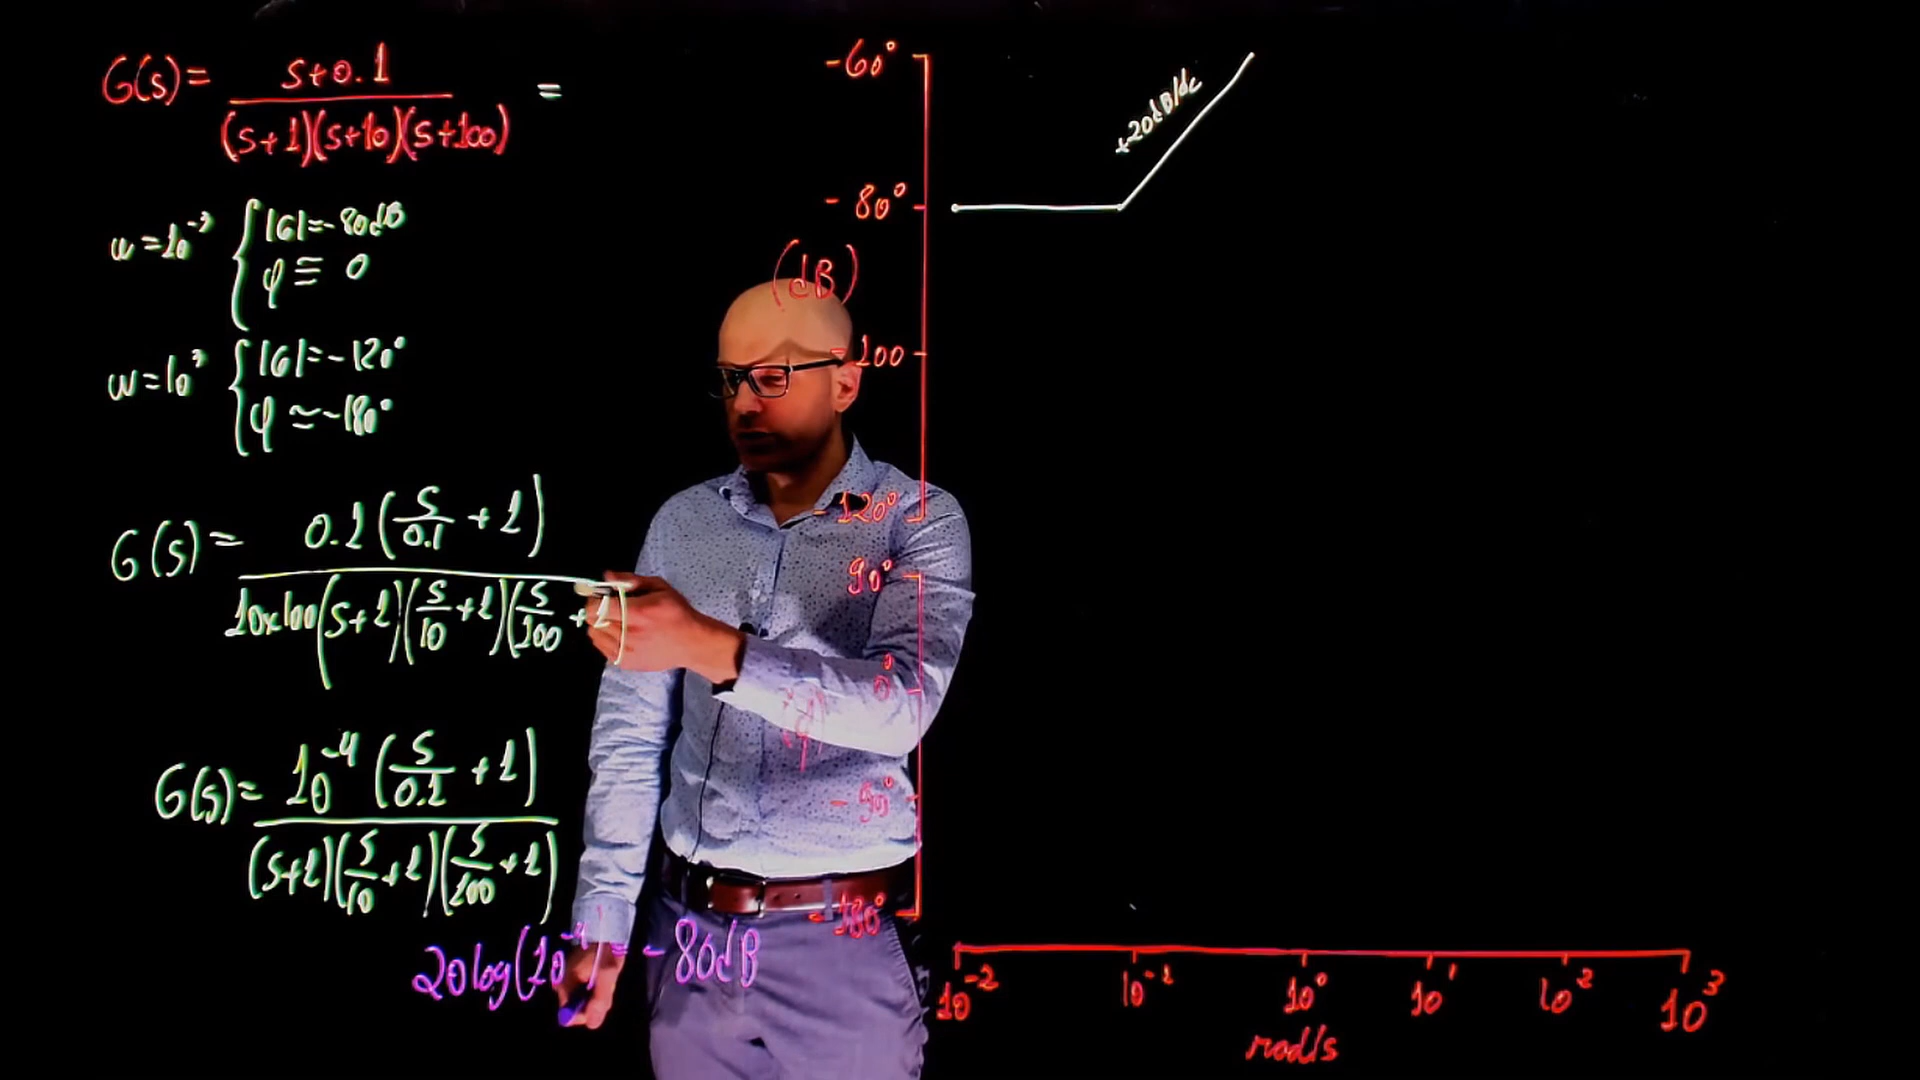 G(s) = s+0.1 / (s+1)(s+10)(s+100) =
ω=10⁻³ { |G|=-80dB
φ ≡ 0
ω=10³ { |G|=-120°
φ ≃ -180°
G(s) = 0.1 (s/0.1 + 1) / 10x100(s+1)(s/10 +1)(s/100 +1)
G(s) = 10⁻⁴ (s/0.1 + 1) / (s+1)(s/10 +1)(s/100 +1)
20log(10⁻⁴) = -80dB
-60°
-80°
(dB)
-100
-120°
90°
0°
(φ)
-90°
-180°
+20dB/dc
10⁻² 10⁻¹ 10⁰ 10¹ 10² 10³
rad/s